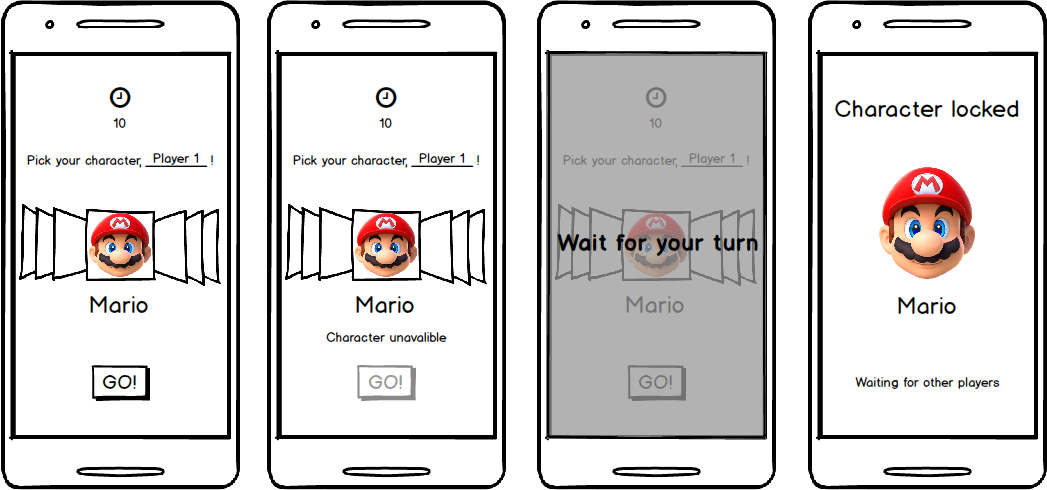 10
Pick your character, Player 1 !
M
Mario
GO!
10
Pick your character, Player 1 !
M
Mario
Character unavalible
GO!
10
Pick your character, Player 1 !
Wait for your turn
Mario
GO!
Character locked
M
Mario
Waiting for other players